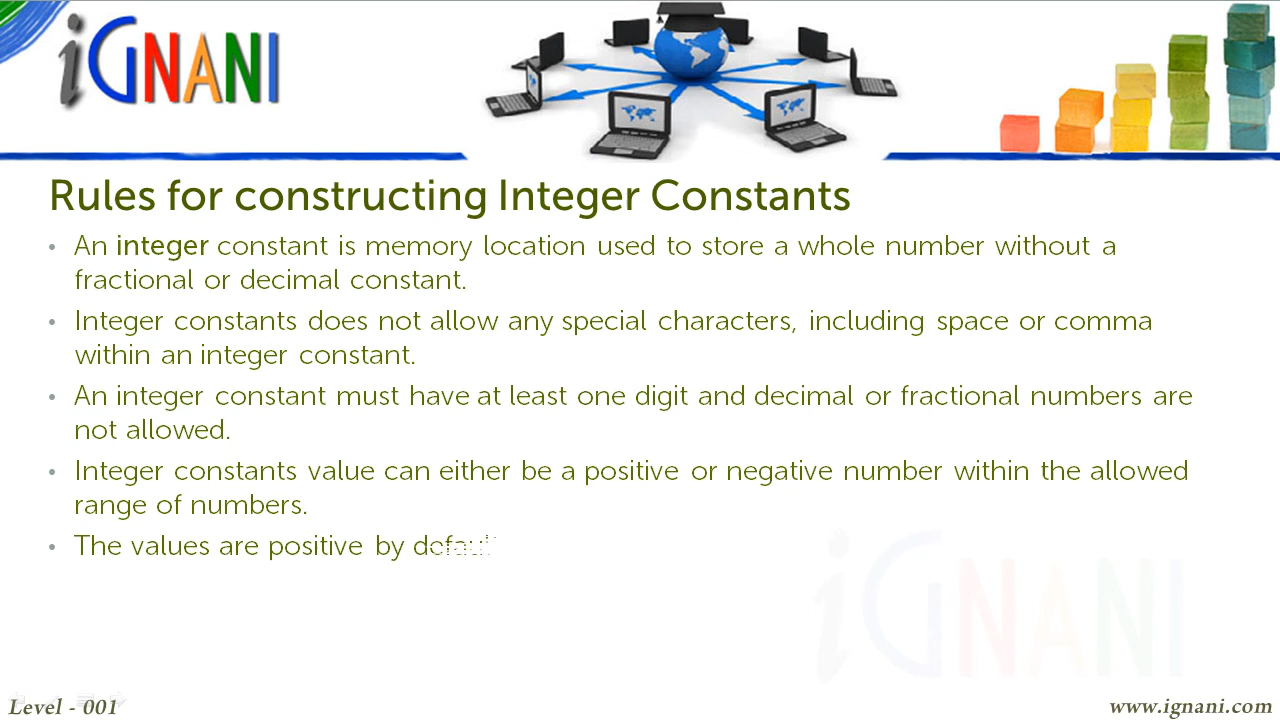 iGNANI
Rules for constructing Integer Constants
• An integer constant is memory location used to store a whole number without a
fractional or decimal constant.
• Integer constants does not allow any special characters, including space or comma
within an integer constant.
• An integer constant must have at least one digit and decimal or fractional numbers are
not allowed.
• Integer constants value can either be a positive or negative number within the allowed
range of numbers.
• The values are positive by
iGNANI
Level - 001
www.ignani.com